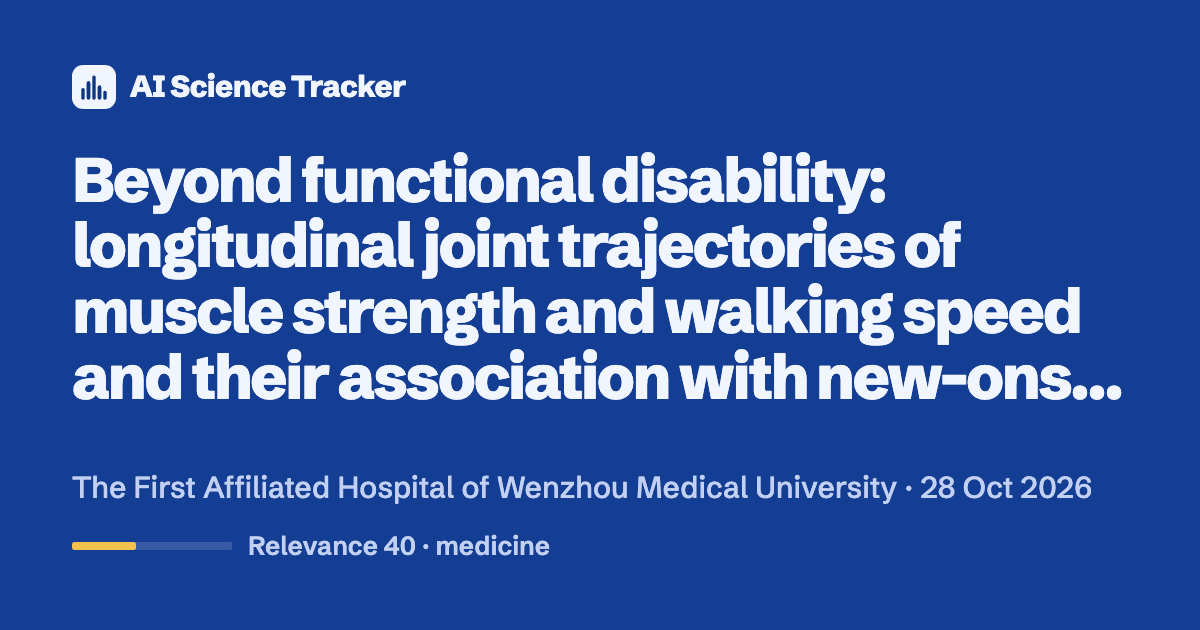 AI Science Tracker
Beyond functional disability:
longitudinal joint trajectories of
muscle strength and walking speed
and their association with new-ons...
The First Affiliated Hospital of Wenzhou Medical University · 28 Oct 2026
Relevance 40 · medicine